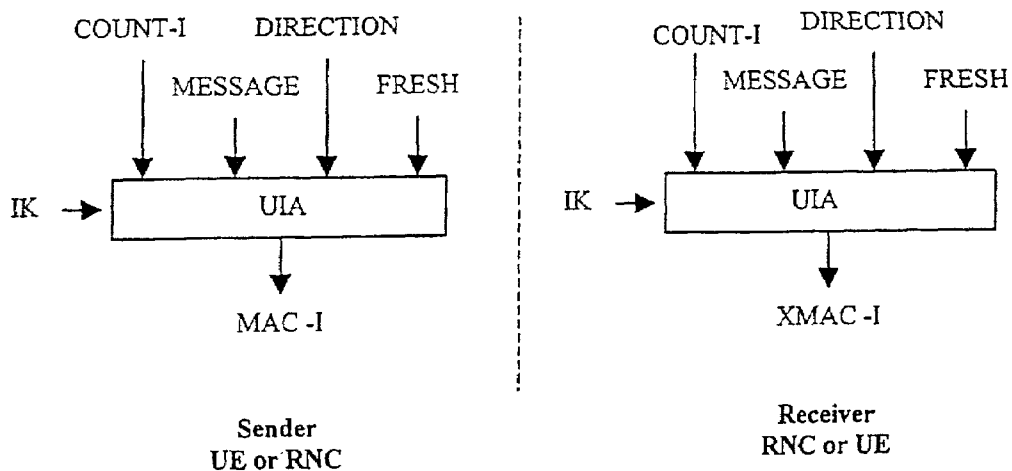 COUNT-I DIRECTION
MESSAGE FRESH
IK UIA
MAC -I
Sender
UE or RNC
COUNT-I DIRECTION
MESSAGE FRESH
IK UIA
XMAC -I
Receiver
RNC or UE